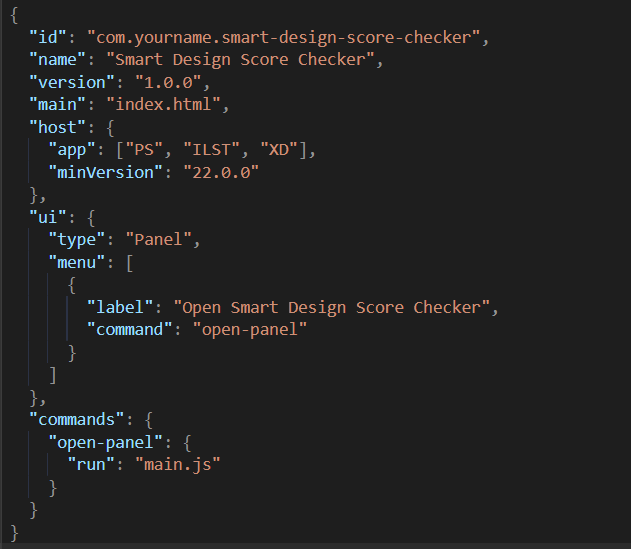 {
  "id": "com.yourname.smart-design-score-checker",
  "name": "Smart Design Score Checker",
  "version": "1.0.0",
  "main": "index.html",
  "host": {
    "app": ["PS", "ILST", "XD"],
    "minVersion": "22.0.0"
  },
  "ui": {
    "type": "Panel",
    "menu": [
      {
        "label": "Open Smart Design Score Checker",
        "command": "open-panel"
      }
    ]
  },
  "commands": {
    "open-panel": {
      "run": "main.js"
    }
  }
}